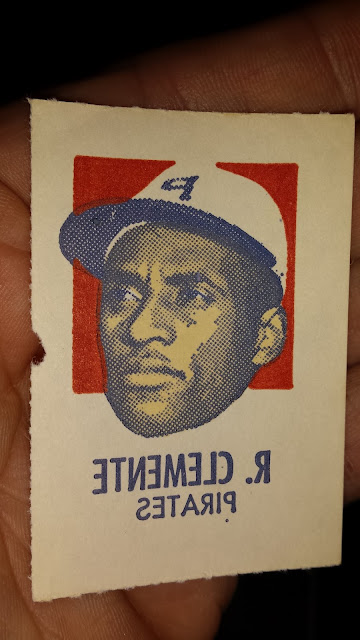 P
R. CLEMENTE
PIRATES